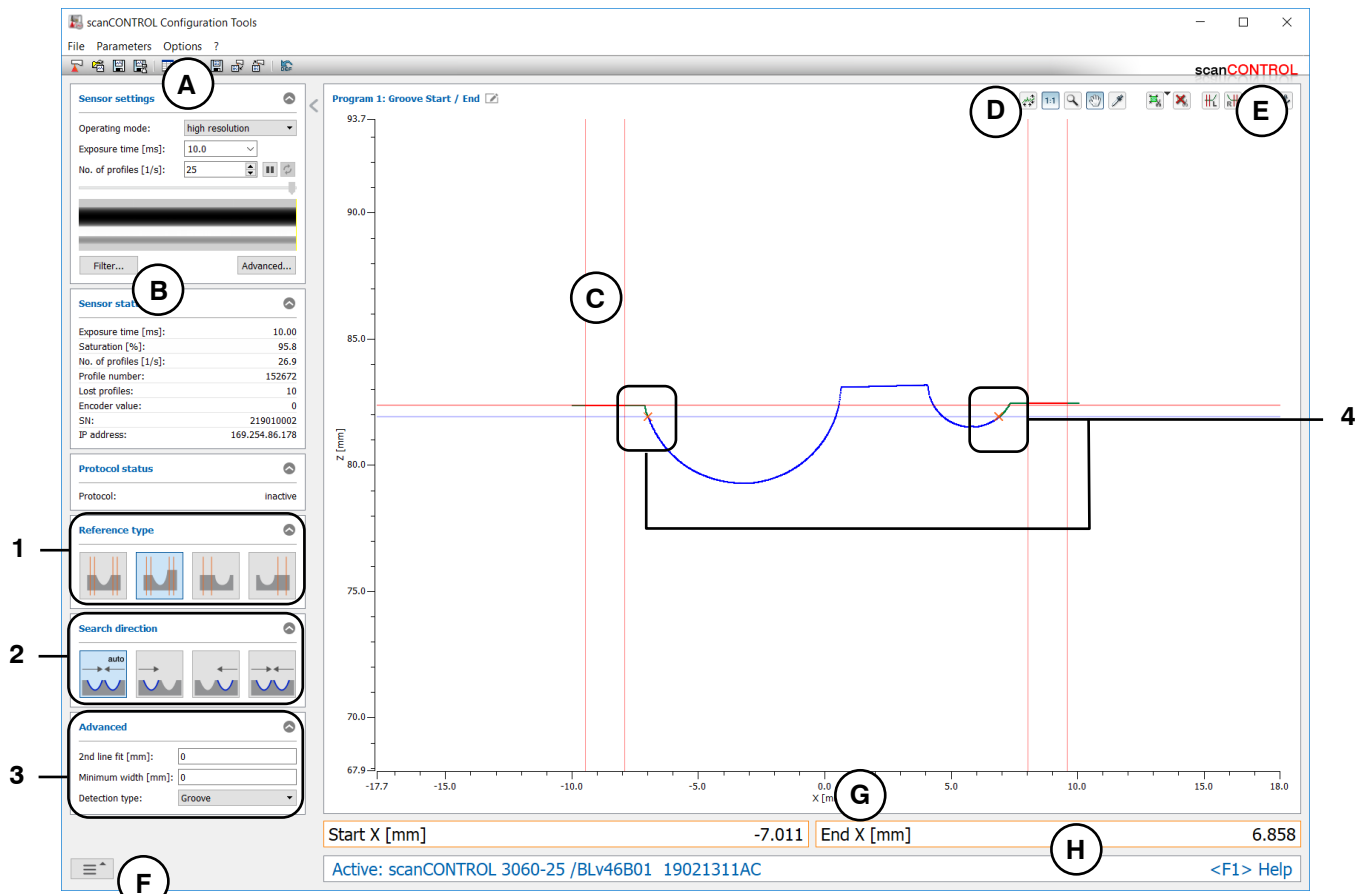 scanCONTROL Configuration Tools
File Parameters Options ?
A
scanCONTROL
Sensor settings
Operating mode: high resolution
Exposure time [ms]: 10.0
No. of profiles [1/s]: 25
Filter... Advanced...
B
Sensor
Exposure time [ms]: 10.00
Saturation [%]: 95.8
No. of profiles [1/s]: 26.9
Profile number: 152672
Lost profiles: 10
Encoder value: 0
SN: 219010002
IP address: 169.254.86.178
Protocol status
Protocol: inactive
1
Reference type
2
Search direction
auto
3
Advanced
2nd line fit [mm]: 0
Minimum width [mm]: 0
Detection type: Groove
F
Program 1: Groove Start / End
D
1:1
L
R
E
C
4
Z [mm]
93.7
90.0
85.0
80.0
75.0
70.0
67.9
-17.7 -15.0 -10.0 -5.0 0.0 5.0 10.0 15.0 18.0
X
G
Start X [mm] -7.011
End X [mm] 6.858
H
Active: scanCONTROL 3060-25 /BLv46B01 19021311AC
<F1> Help